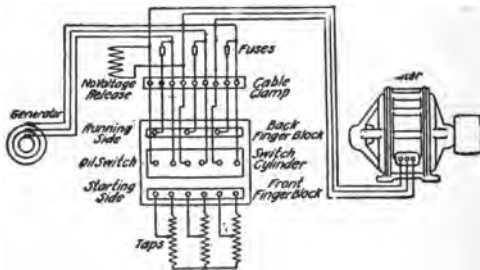 Fuses
No Voltage
Release
Cable
Clamp
Generator
Running
Side
Back
Finger Block
Oil Switch
Switch
Cylinder
Starting
Side
Front
Finger Block
Taps